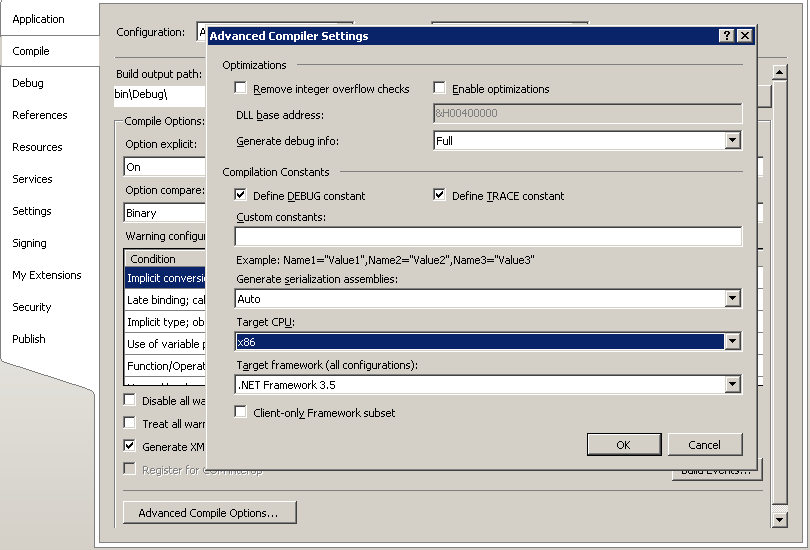 Application
Compile
Debug
References
Resources
Services
Settings
Signing
My Extensions
Security
Publish
Configuration:
Build output path:
bin\Debug\
Compile Options:
Option explicit:
On
Option compare:
Binary
Warning configu
Condition
Implicit conversi
Late binding; cal
Implicit type; ob
Use of variable p
Function/Operat
Disable all wa
Treat all warr
Generate XM
Register for
Build Events...
Advanced Compile Options...
Advanced Compiler Settings
Optimizations
Remove integer overflow checks
Enable optimizations
DLL base address:
&H00400000
Generate debug info:
Full
Compilation Constants
Define DEBUG constant
Define TRACE constant
Custom constants:
Example: Name1="Value1",Name2="Value2",Name3="Value3"
Generate serialization assemblies:
Auto
Target CPU:
x86
Target framework (all configurations):
.NET Framework 3.5
Client-only Framework subset
OK
Cancel